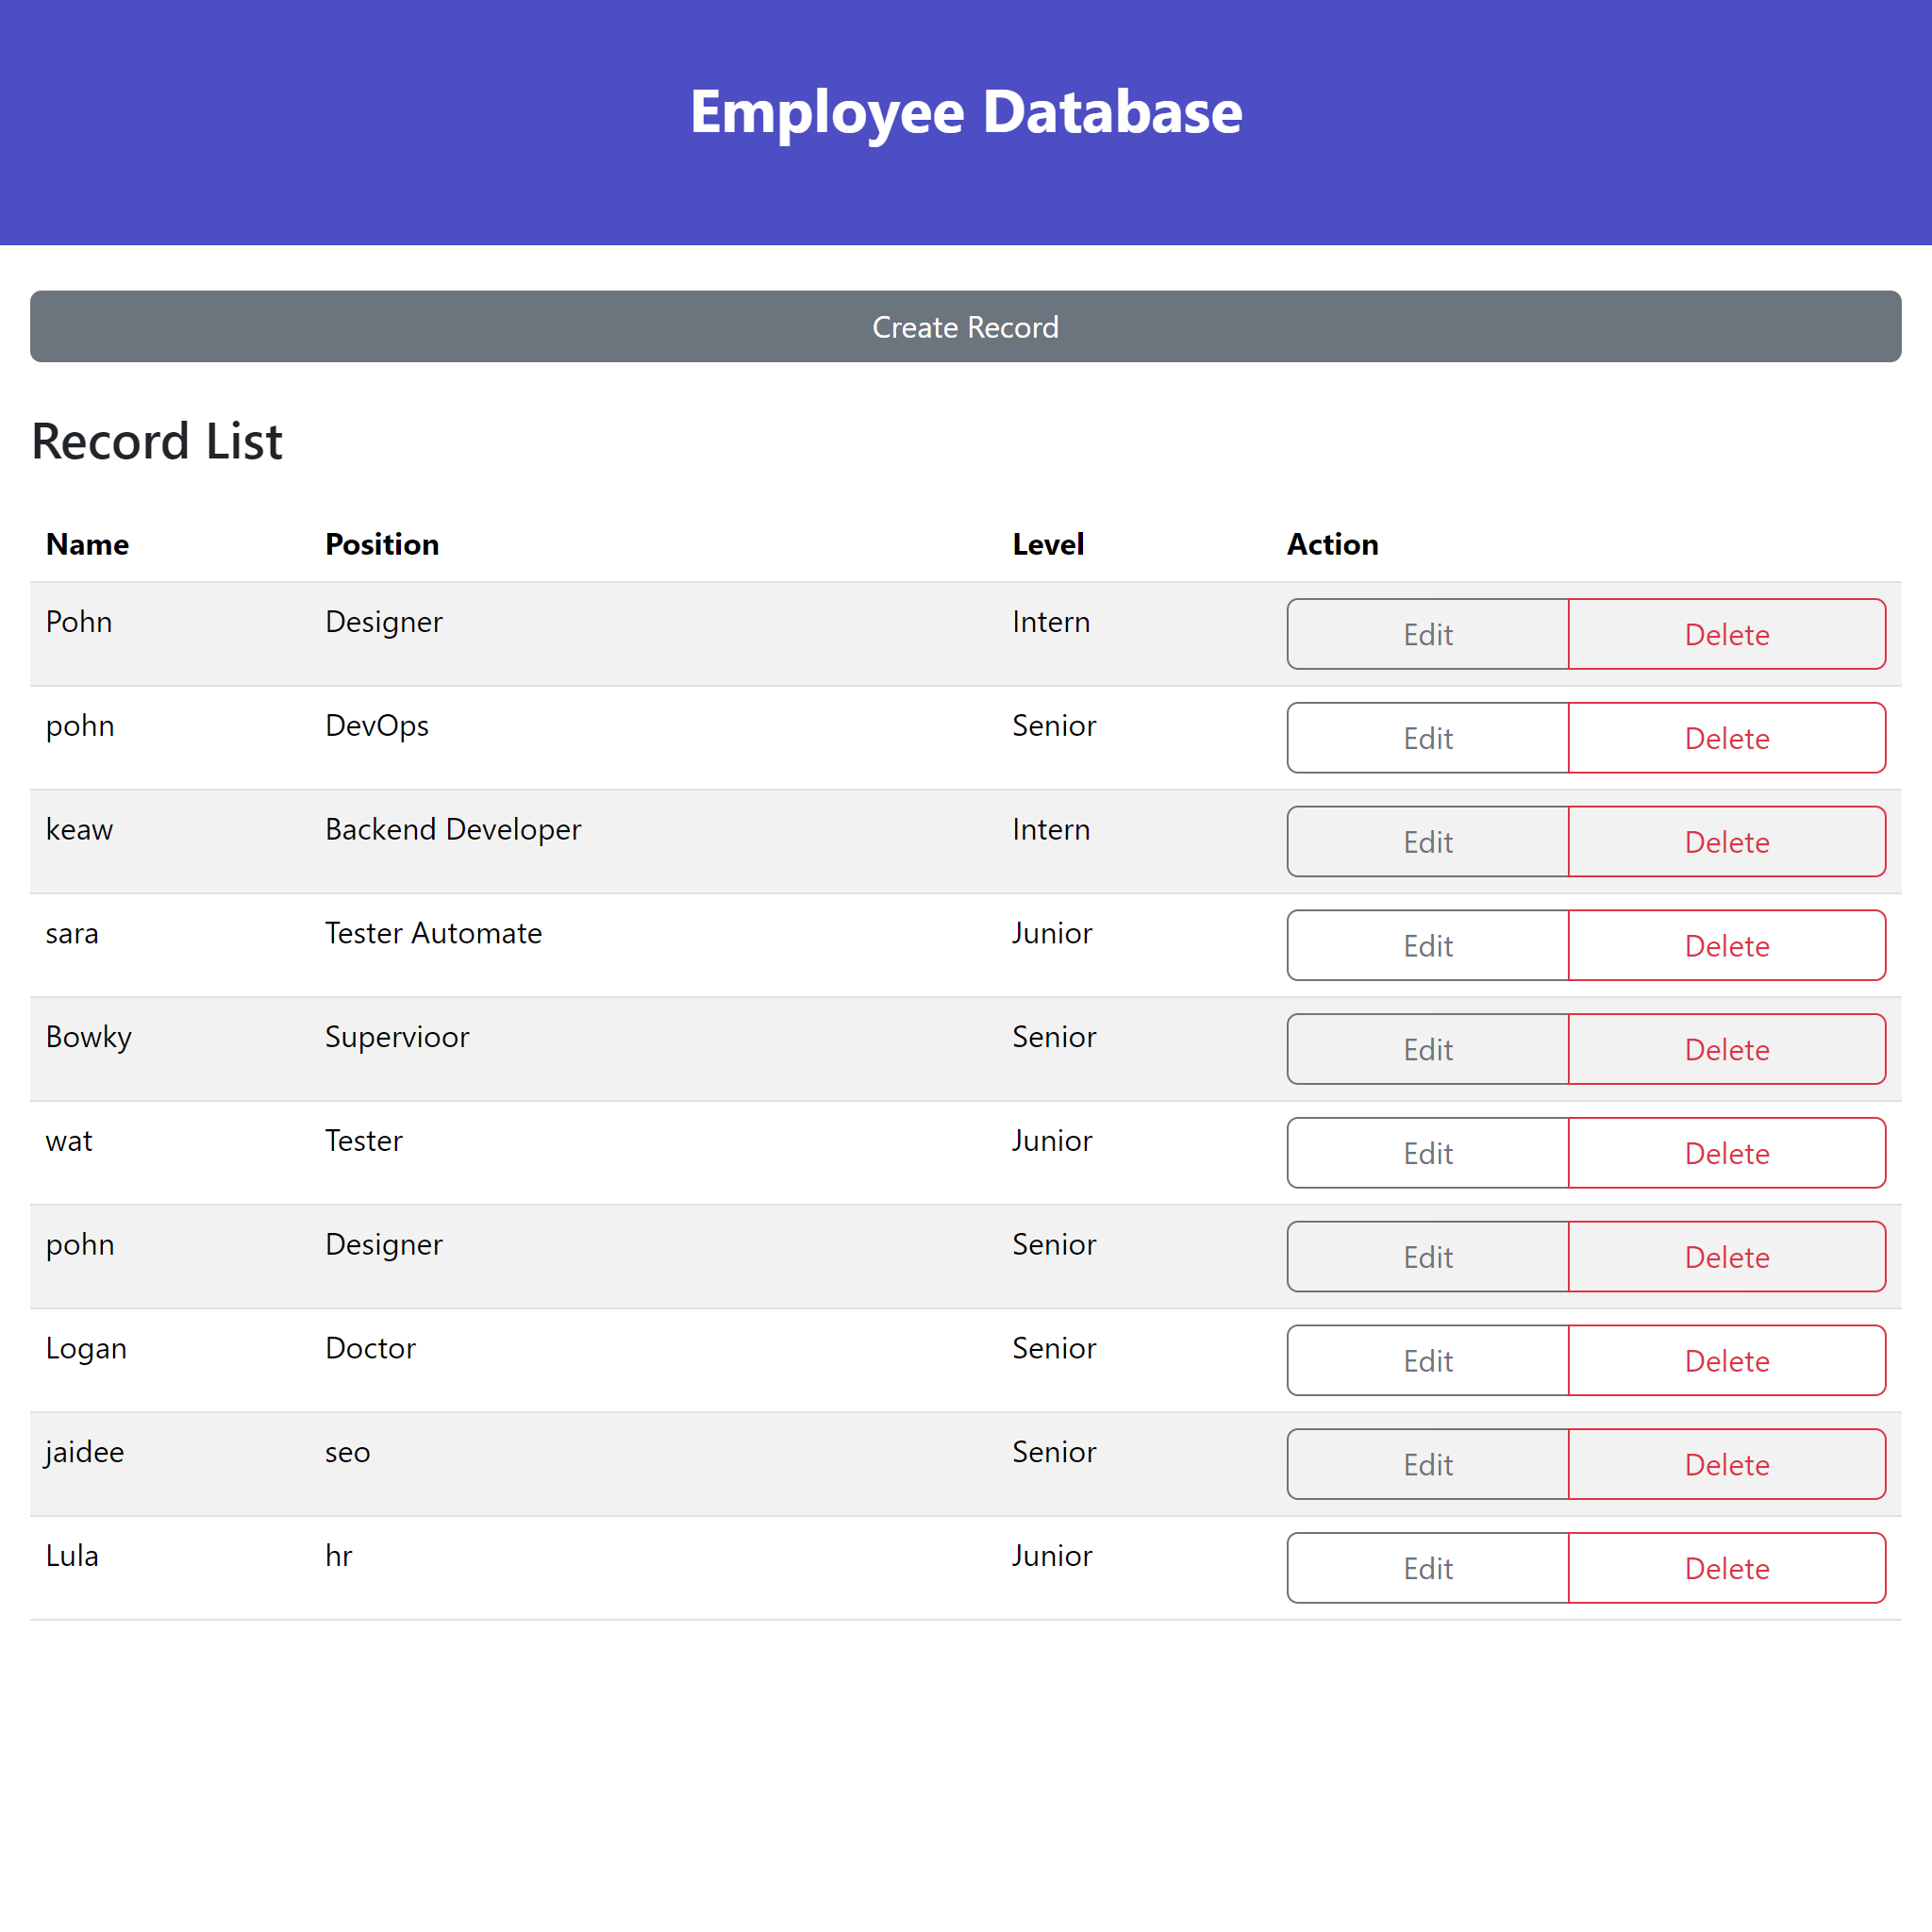 Employee Database
Create Record
Record List
Name Position Level Action
Pohn Designer Intern Edit Delete
pohn DevOps Senior Edit Delete
keaw Backend Developer Intern Edit Delete
sara Tester Automate Junior Edit Delete
Bowky Supervioor Senior Edit Delete
wat Tester Junior Edit Delete
pohn Designer Senior Edit Delete
Logan Doctor Senior Edit Delete
jaidee seo Senior Edit Delete
Lula hr Junior Edit Delete